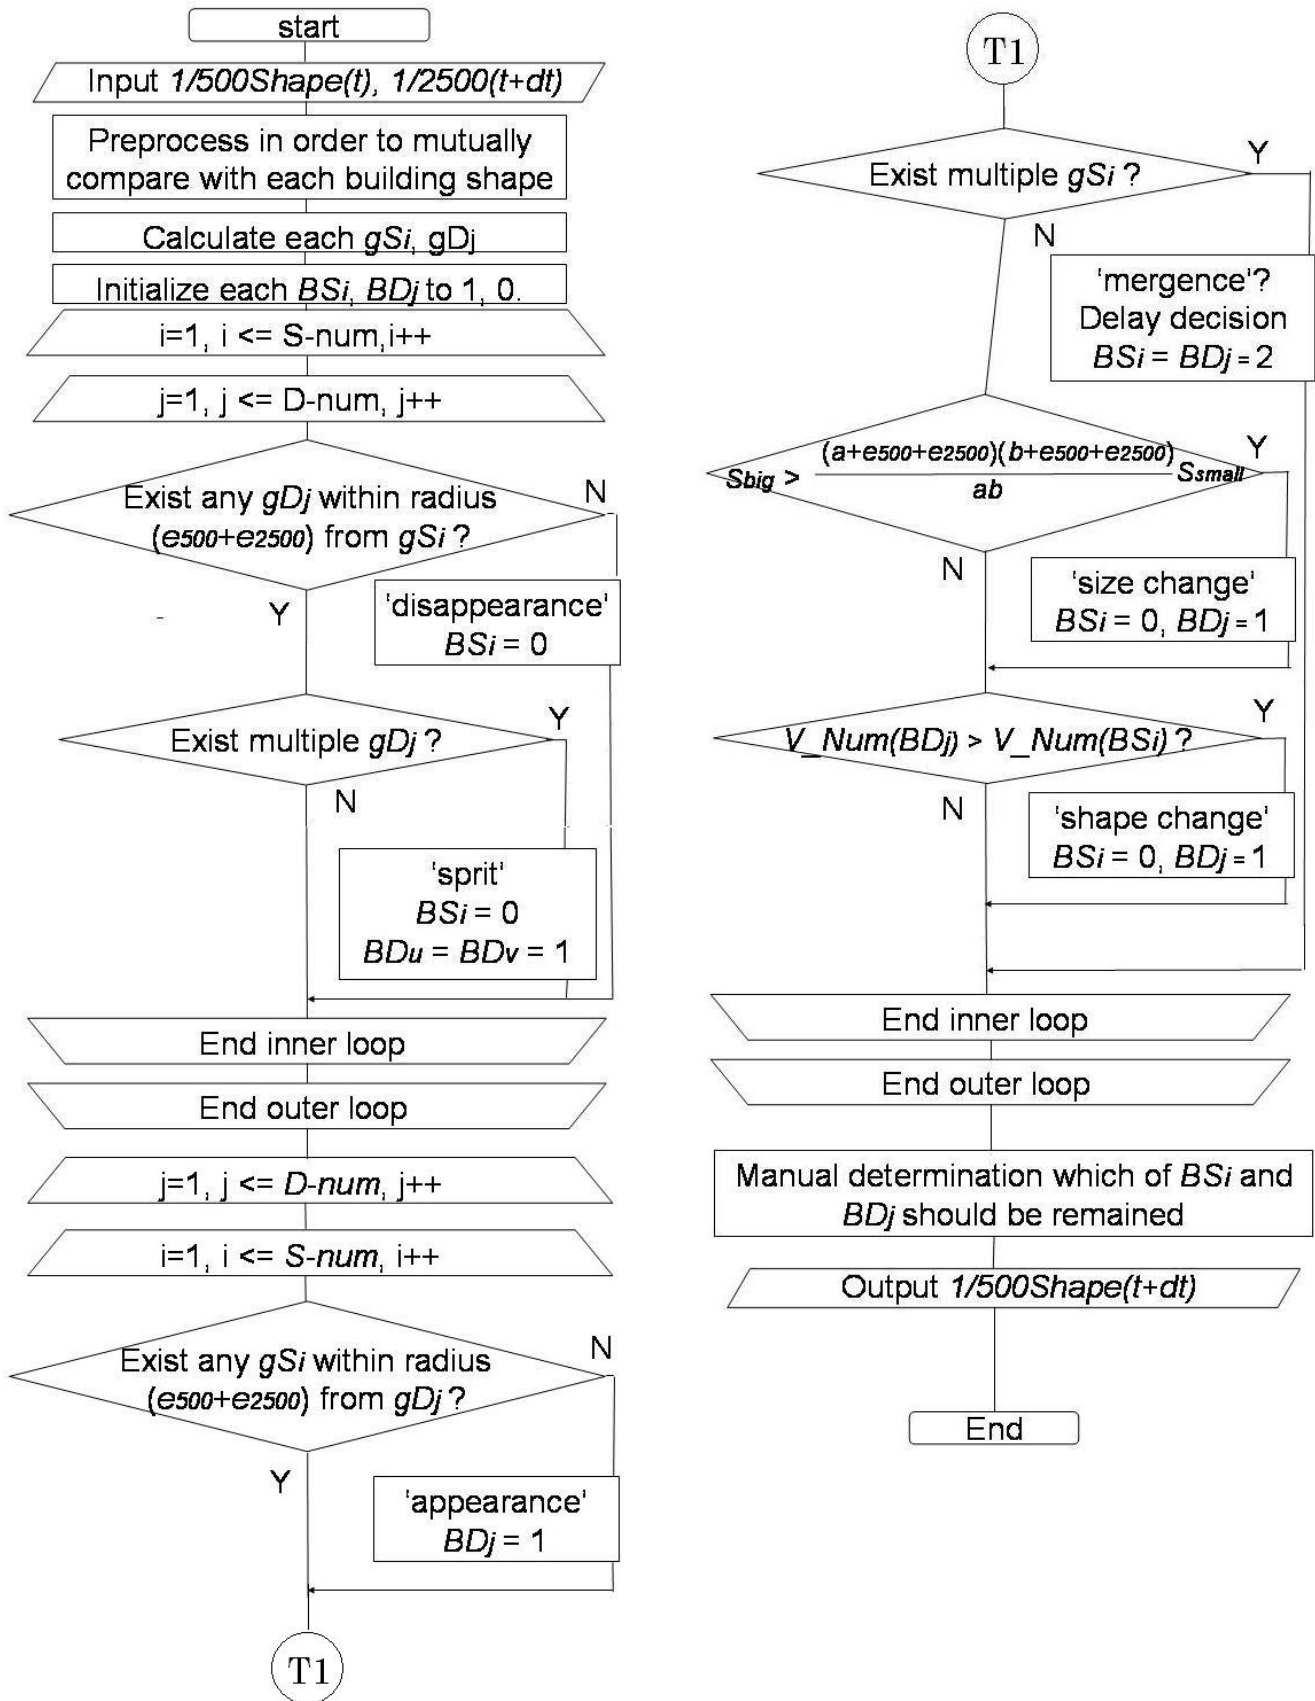 start
Input 1/500Shape(t), 1/2500(t+dt)
Preprocess in order to mutually
compare with each building shape
Calculate each gSi, gDj
Initialize each BSi, BDj to 1, 0.
i=1, i <= S-num,i++
j=1, j <= D-num, j++
Exist any gDj within radius
(e500+e2500) from gSi ?
N
Y
'disappearance'
BSi = 0
Exist multiple gDj ?
Y
N
'sprit'
BSi = 0
BDu = BDv = 1
End inner loop
End outer loop
j=1, j <= D-num, j++
i=1, i <= S-num, i++
Exist any gSi within radius
(e500+e2500) from gDj ?
N
Y
'appearance'
BDj = 1
T1
T1
Exist multiple gSi ?
Y
N
'mergence'?
Delay decision
BSi = BDj = 2
Sbig > (a+e500+e2500)(b+e500+e2500) Ssmall
ab
Y
N
'size change'
BSi = 0, BDj = 1
V_Num(BDj) > V_Num(BSi) ?
Y
N
'shape change'
BSi = 0, BDj = 1
End inner loop
End outer loop
Manual determination which of BSi and
BDj should be remained
Output 1/500Shape(t+dt)
End